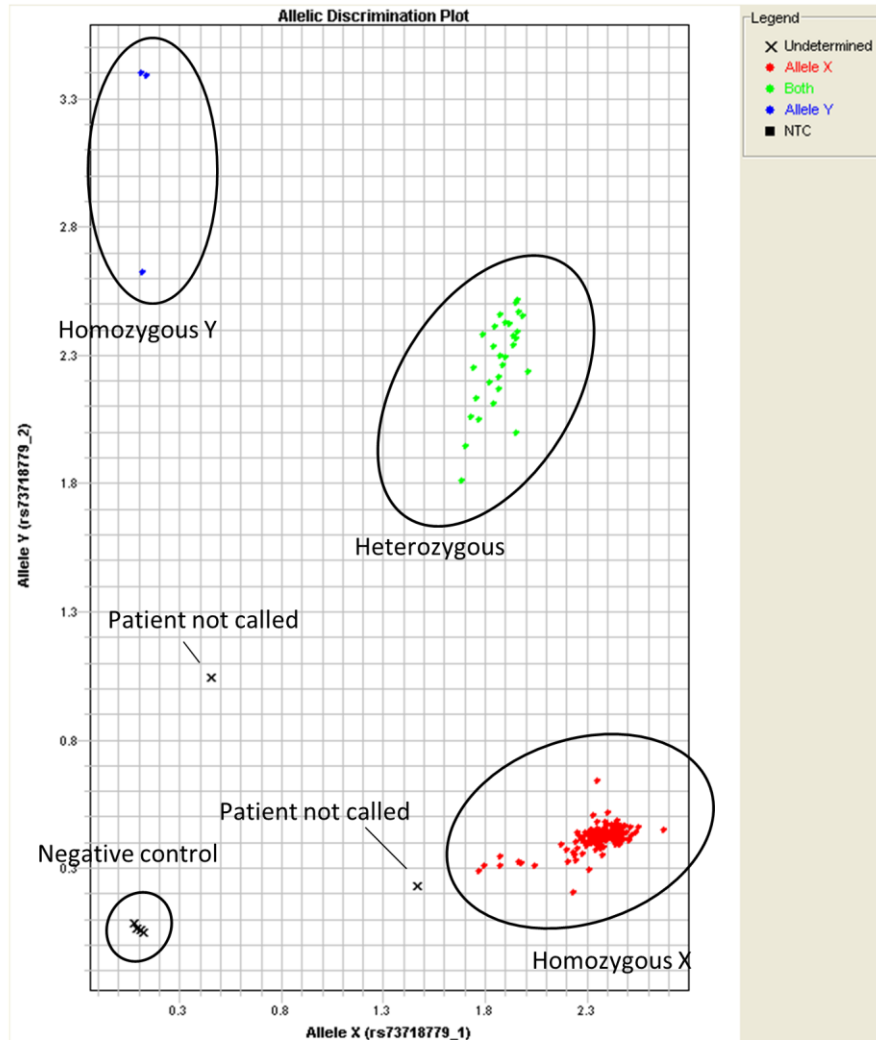 Allelic Discrimination Plot
Legend
Undetermined
Allele X
Both
Allele Y
NTC
3.3
2.8
2.3
1.8
1.3
0.8
0.3
Allele Y (rs73718779_2)
Homozygous Y
Heterozygous
Patient not called
Patient not called
Negative control
Homozygous X
0.3
0.8
1.3
1.8
2.3
Allele X (rs73718779_1)